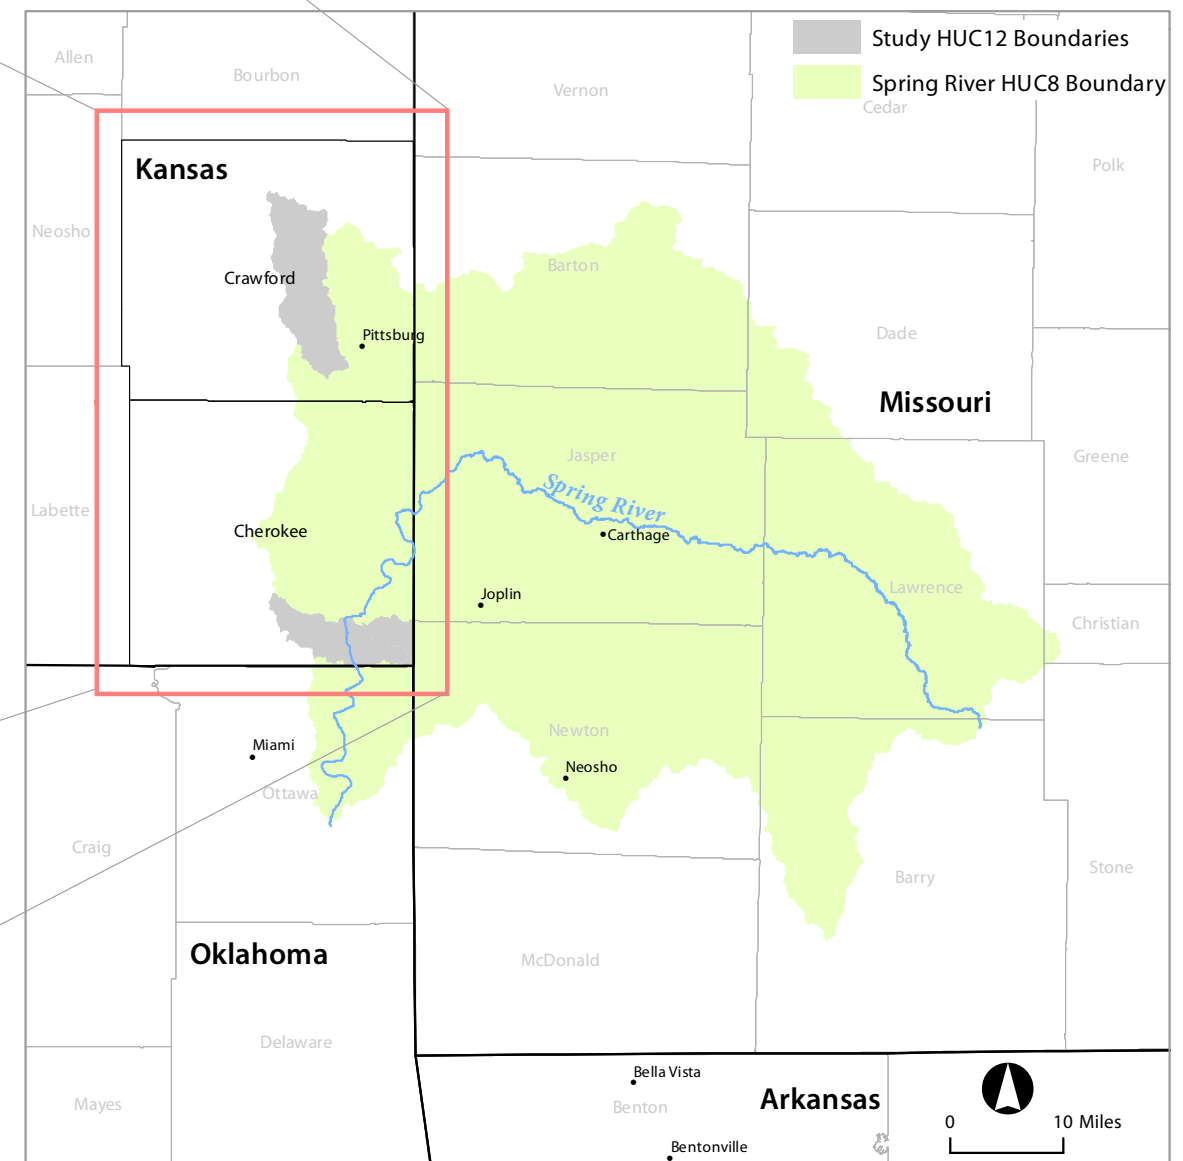 Study HUC12 Boundaries
Spring River HUC8 Boundary
Allen
Bourbon
Vernon
Cedar
Polk
Kansas
Neosho
Crawford
Barton
Pittsburg
Dade
Missouri
Jasper
Greene
Spring River
Labette
Cherokee
Carthage
Joplin
Lawrence
Christian
Newton
Miami
Neosho
Ottawa
Craig
Barry
Stone
Oklahoma
McDonald
Delaware
Bella Vista
Arkansas
Mayes
Benton
0 10 Miles
Bentonville